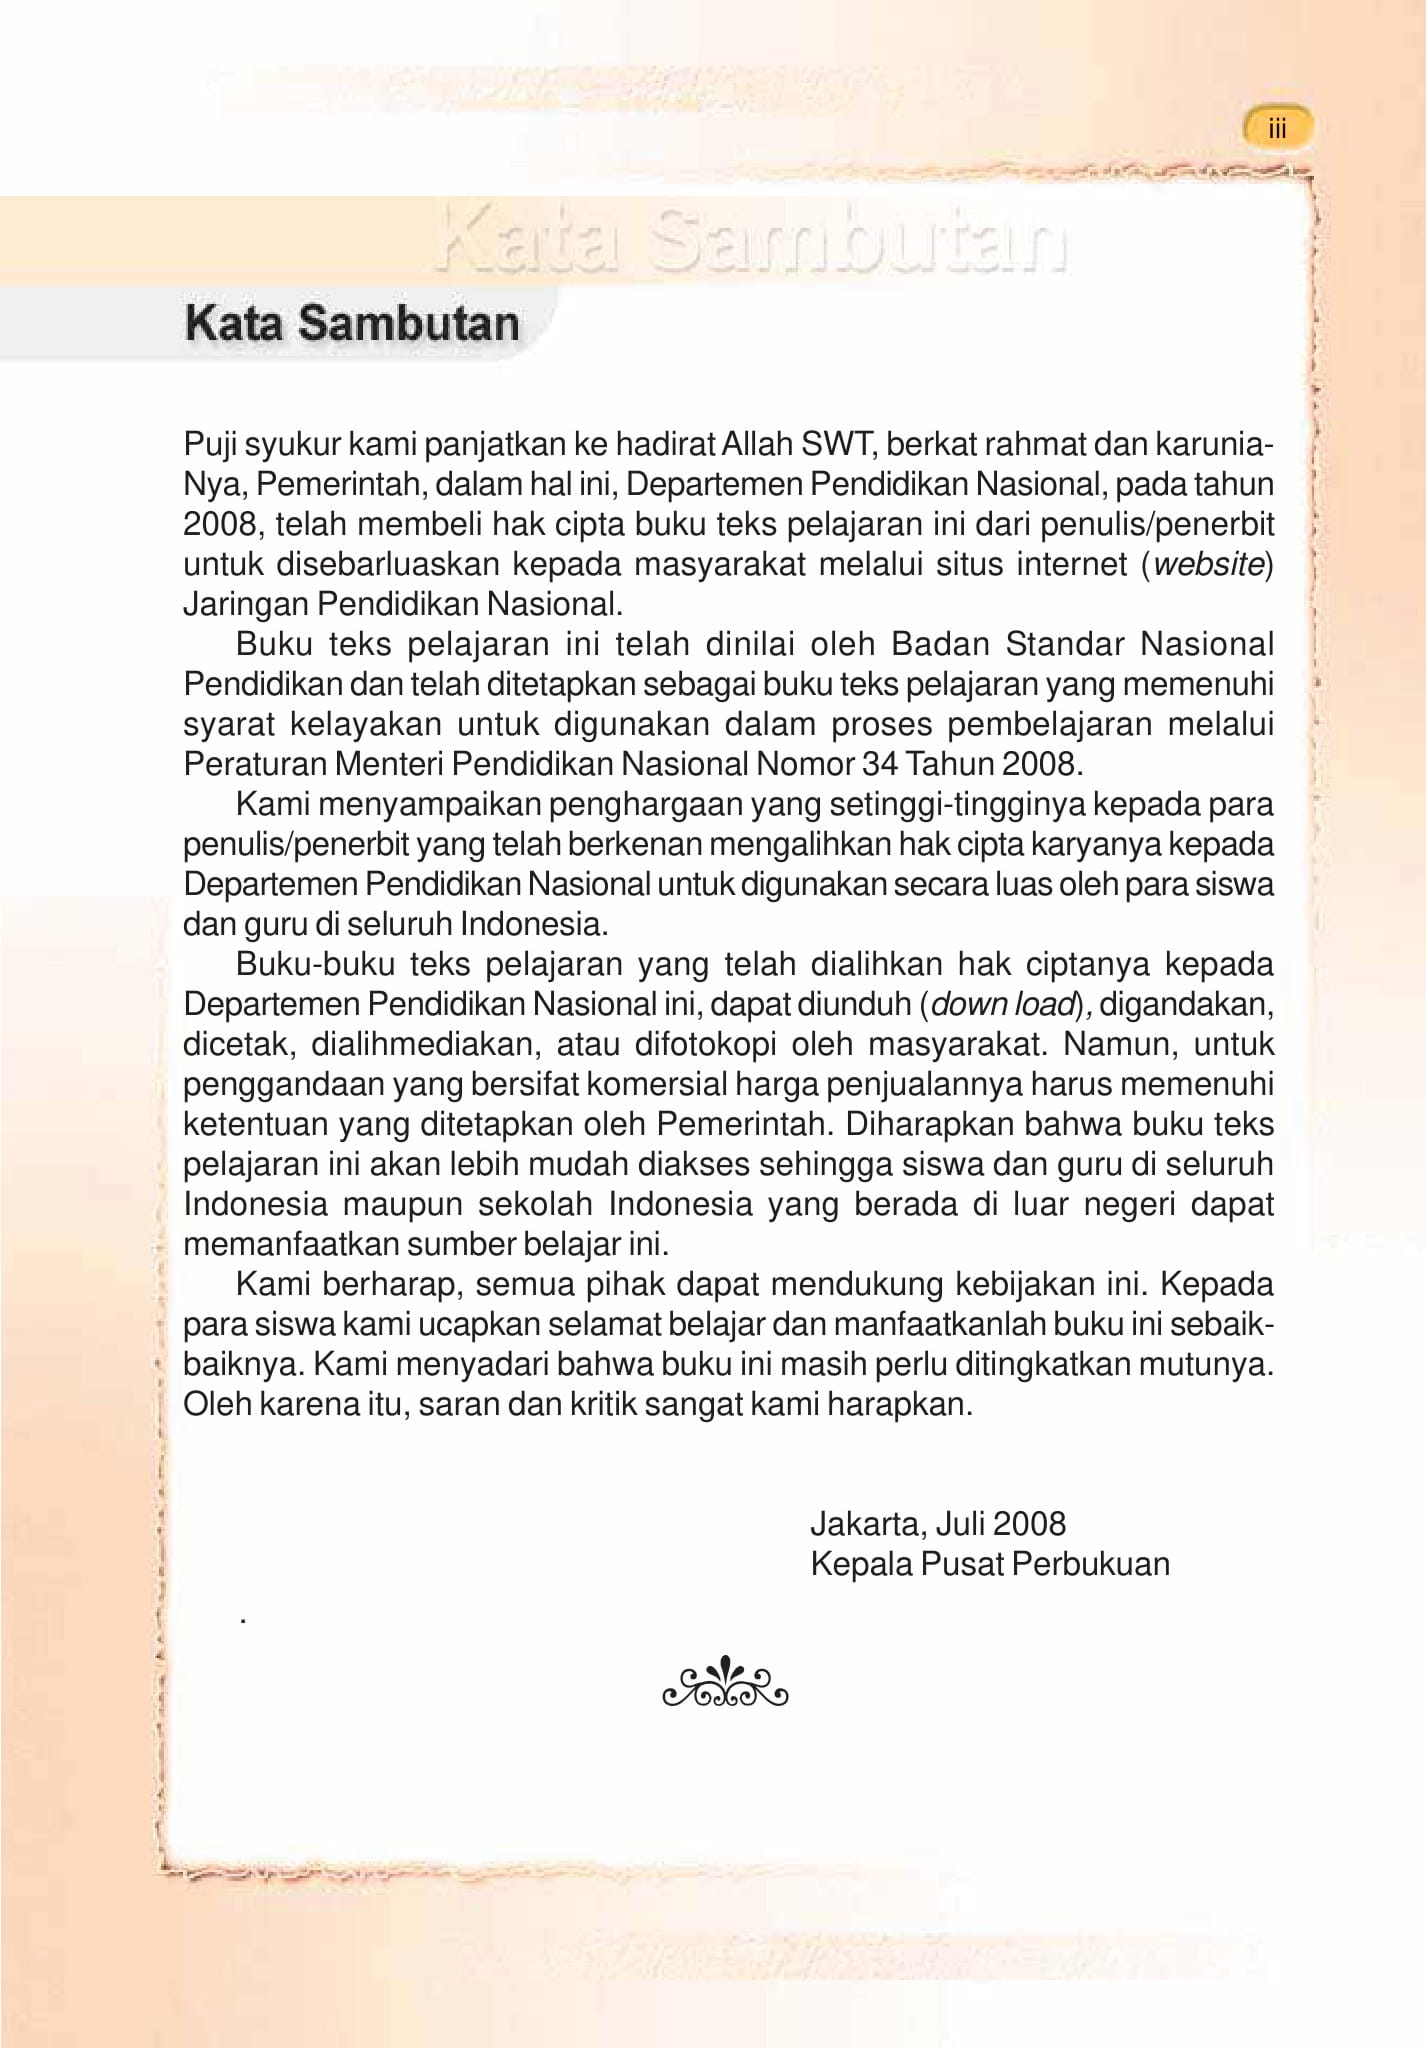 iii
Kata Sambutan
Kata Sambutan
Puji syukur kami panjatkan ke hadirat Allah SWT, berkat rahmat dan karunia-
Nya, Pemerintah, dalam hal ini, Departemen Pendidikan Nasional, pada tahun
2008, telah membeli hak cipta buku teks pelajaran ini dari penulis/penerbit
untuk disebarluaskan kepada masyarakat melalui situs internet (website)
Jaringan Pendidikan Nasional.
Buku teks pelajaran ini telah dinilai oleh Badan Standar Nasional
Pendidikan dan telah ditetapkan sebagai buku teks pelajaran yang memenuhi
syarat kelayakan untuk digunakan dalam proses pembelajaran melalui
Peraturan Menteri Pendidikan Nasional Nomor 34 Tahun 2008.
Kami menyampaikan penghargaan yang setinggi-tingginya kepada para
penulis/penerbit yang telah berkenan mengalihkan hak cipta karyanya kepada
Departemen Pendidikan Nasional untuk digunakan secara luas oleh para siswa
dan guru di seluruh Indonesia.
Buku-buku teks pelajaran yang telah dialihkan hak ciptanya kepada
Departemen Pendidikan Nasional ini, dapat diunduh (down load), digandakan,
dicetak, dialihmediakan, atau difotokopi oleh masyarakat. Namun, untuk
penggandaan yang bersifat komersial harga penjualannya harus memenuhi
ketentuan yang ditetapkan oleh Pemerintah. Diharapkan bahwa buku teks
pelajaran ini akan lebih mudah diakses sehingga siswa dan guru di seluruh
Indonesia maupun sekolah Indonesia yang berada di luar negeri dapat
memanfaatkan sumber belajar ini.
Kami berharap, semua pihak dapat mendukung kebijakan ini. Kepada
para siswa kami ucapkan selamat belajar dan manfaatkanlah buku ini sebaik-
baiknya. Kami menyadari bahwa buku ini masih perlu ditingkatkan mutunya.
Oleh karena itu, saran dan kritik sangat kami harapkan.
Jakarta, Juli 2008
Kepala Pusat Perbukuan
.